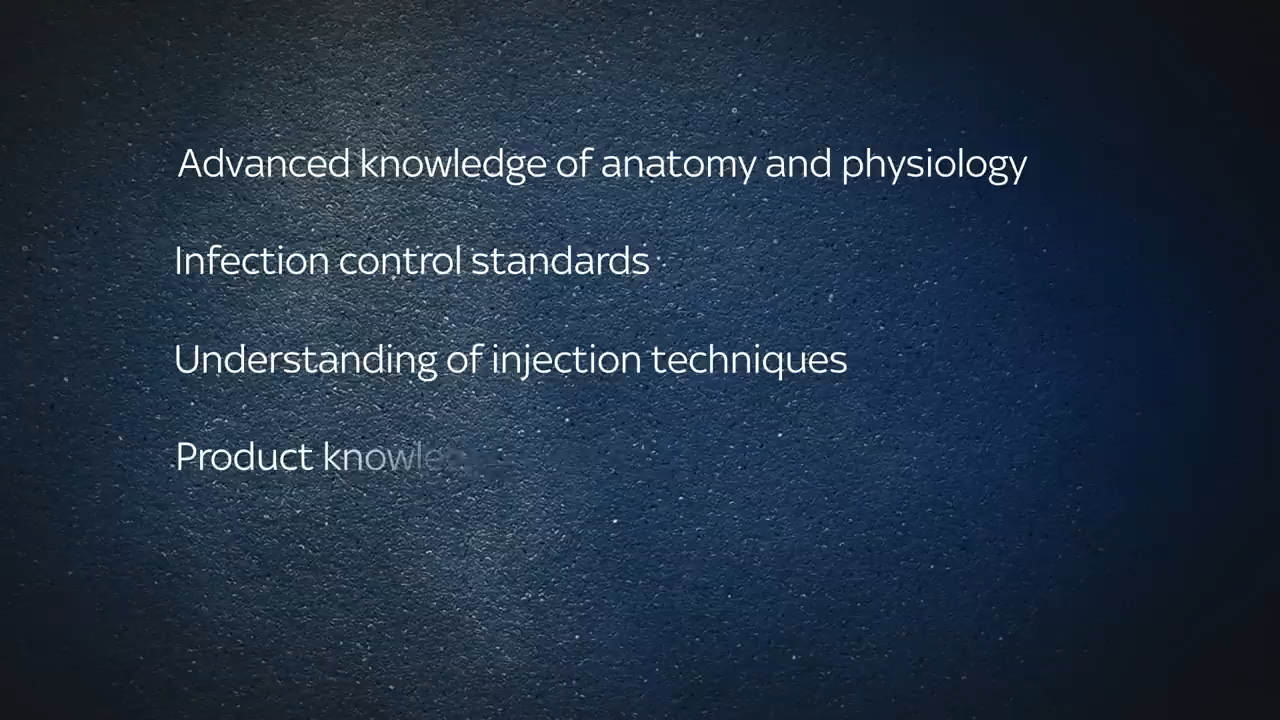 Advanced knowledge of anatomy and physiology
Infection control standards
Understanding of injection techniques
Product